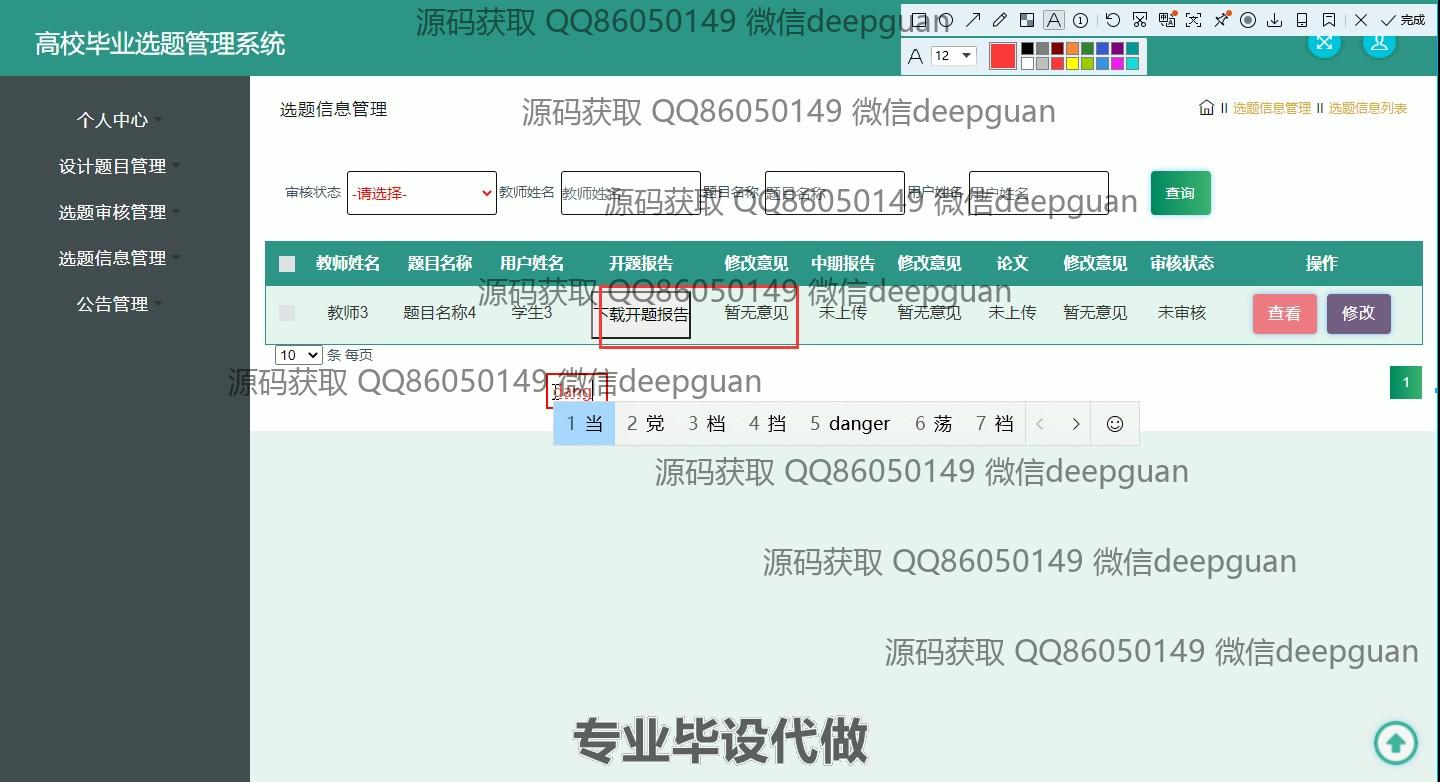 源码获取 QQ86050149 微信deepguan
完成
高校毕业选题管理系统
A 12
个人中心
设计题目管理
选题审核管理
选题信息管理
公告管理
选题信息管理
源码获取 QQ86050149 微信deepguan
选题信息管理 选题信息列表
审核状态 -请选择- 教师姓名 教师姓名 题目名称 题目名称 用户姓名 用户姓名 查询
源码获取 QQ86050149 微信deepguan
教师姓名 题目名称 用户姓名 开题报告 修改意见 中期报告 修改意见 论文 修改意见 审核状态 操作
源码获取 QQ86050149 微信deepguan
教师3 题目名称4 学生3 下载开题报告 暂无意见 未上传 暂无意见 未上传 暂无意见 未审核 查看 修改
10 条 每页
源码获取 QQ86050149 微信deepguan
1
dang
1 当 2 党 3 档 4 挡 5 danger 6 荡 7 裆
源码获取 QQ86050149 微信deepguan
源码获取 QQ86050149 微信deepguan
源码获取 QQ86050149 微信deepguan
专业毕设代做